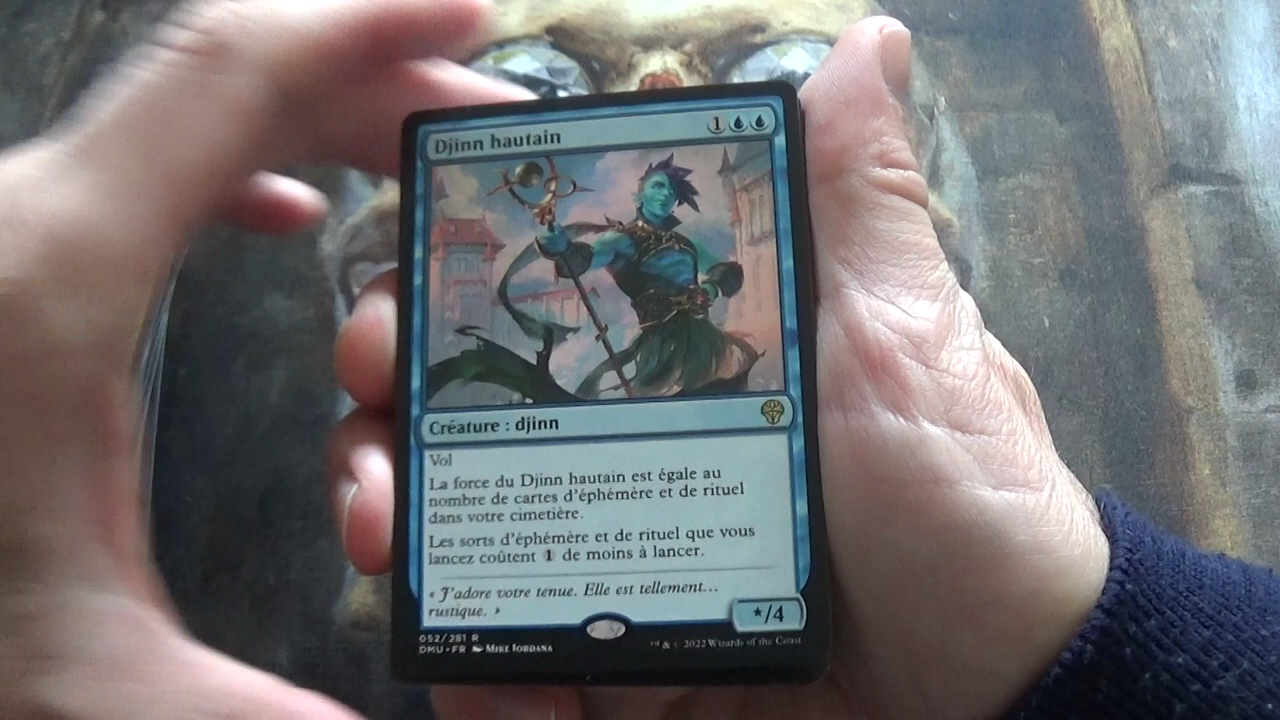 Djinn hautain 1
Créature : djinn
Vol
La force du Djinn hautain est égale au
nombre de cartes d'éphémère et de rituel
dans votre cimetière.
Les sorts d'éphémère et de rituel que vous
lancez coûtent 1 de moins à lancer.
« J'adore votre tenue. Elle est tellement…
rustique. »
*/4
052/281 R
DMU • FR Mike Jordana
™ & © 2022 Wizards of the Coast